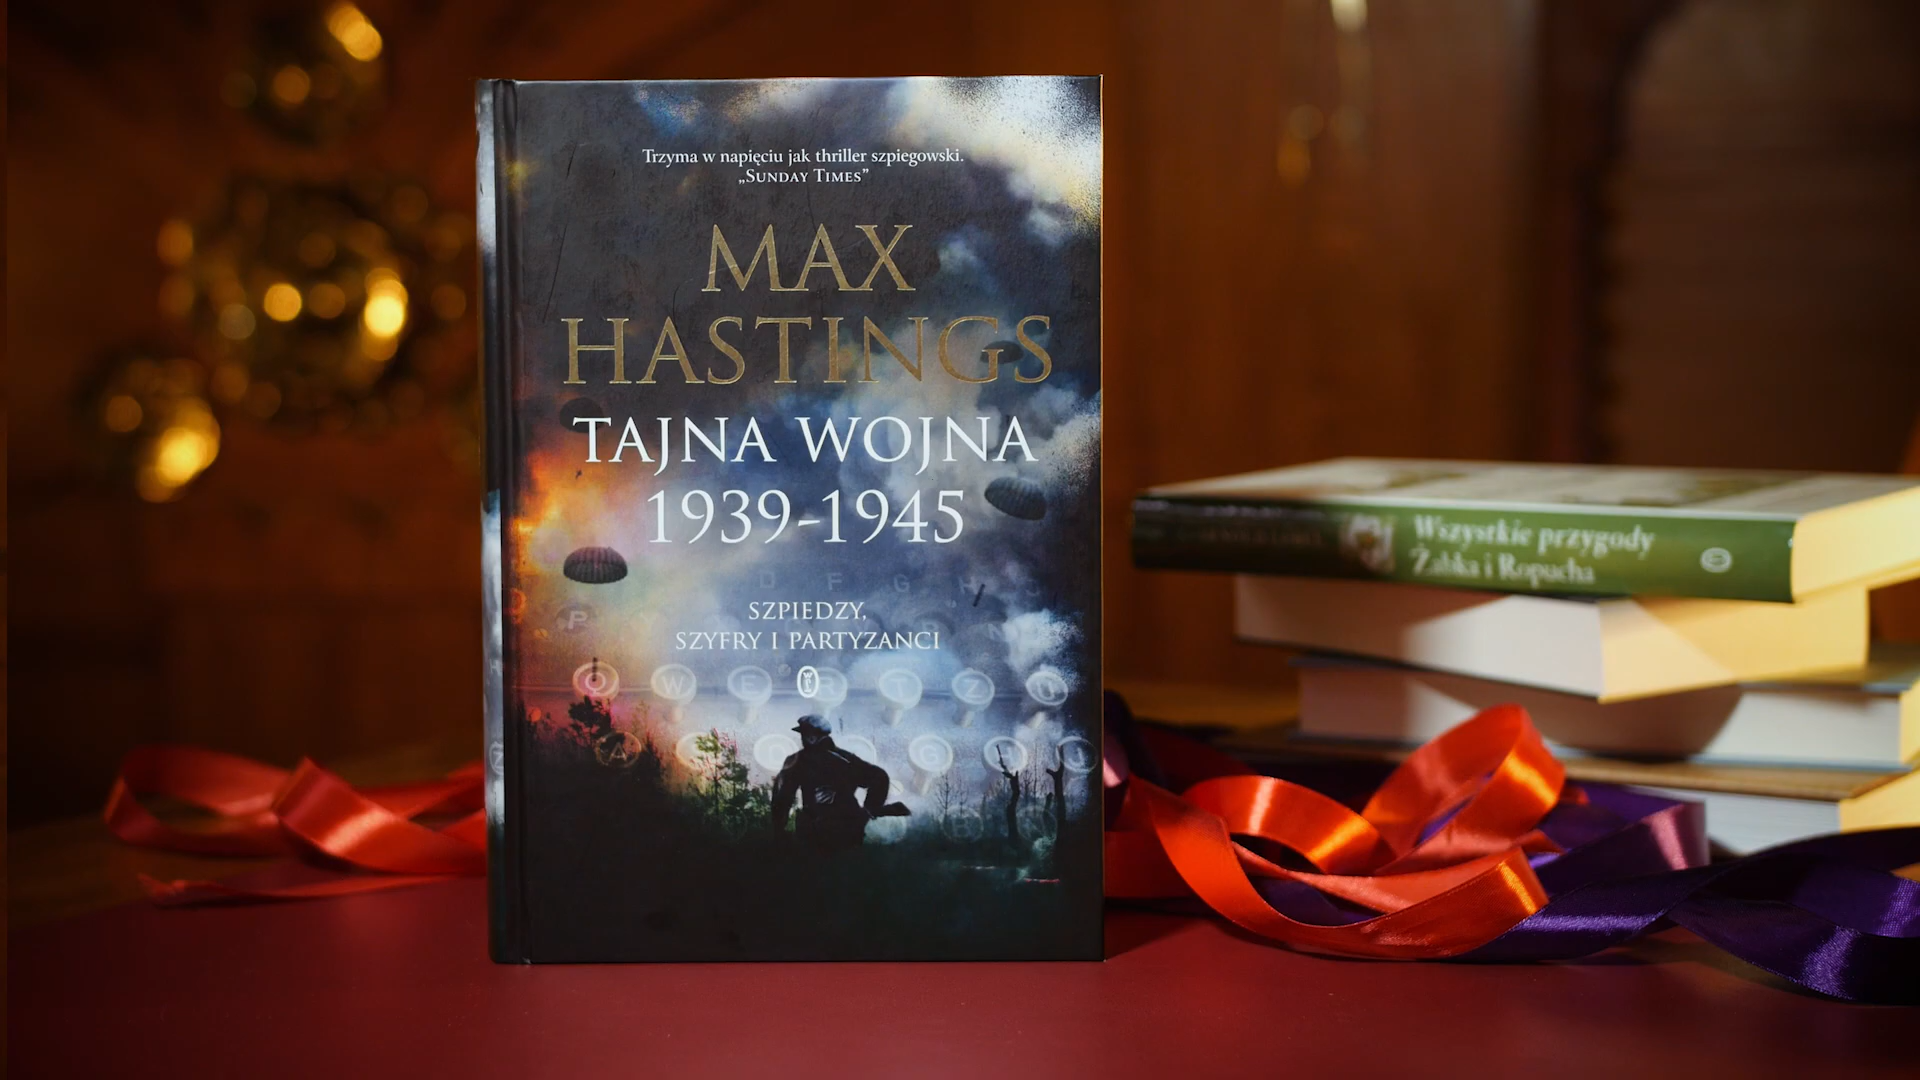 Trzyma w napięciu jak thriller szpiegowski.
„SUNDAY TIMES”
MAX
HASTINGS
TAJNA WOJNA
1939-1945
SZPIEDZY,
SZYFRY I PARTYZANCI
Wszystkie przygody
Żabka i Ropucha